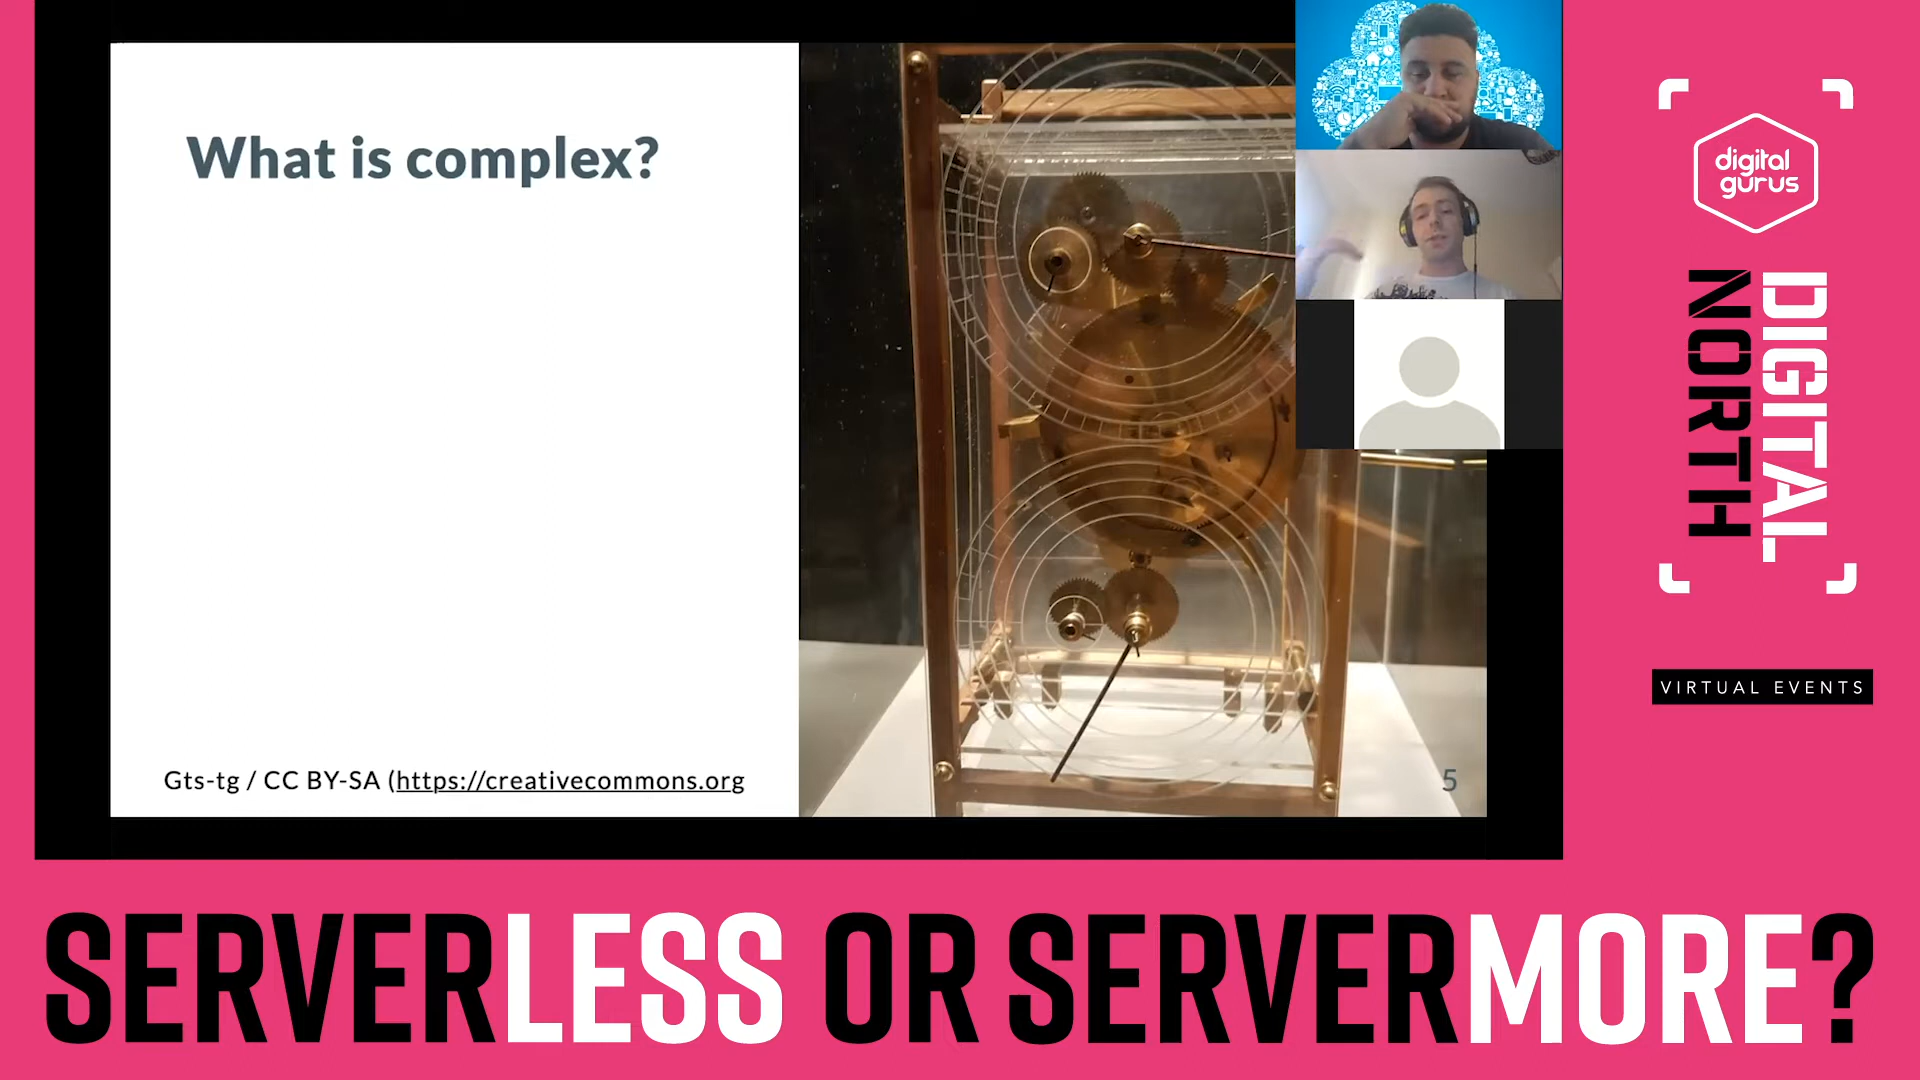 What is complex?
Gts-tg / CC BY-SA (https://creativecommons.org
5
digital
gurus
DIGITAL
NORTH
VIRTUAL EVENTS
SERVERLESS OR SERVERMORE?